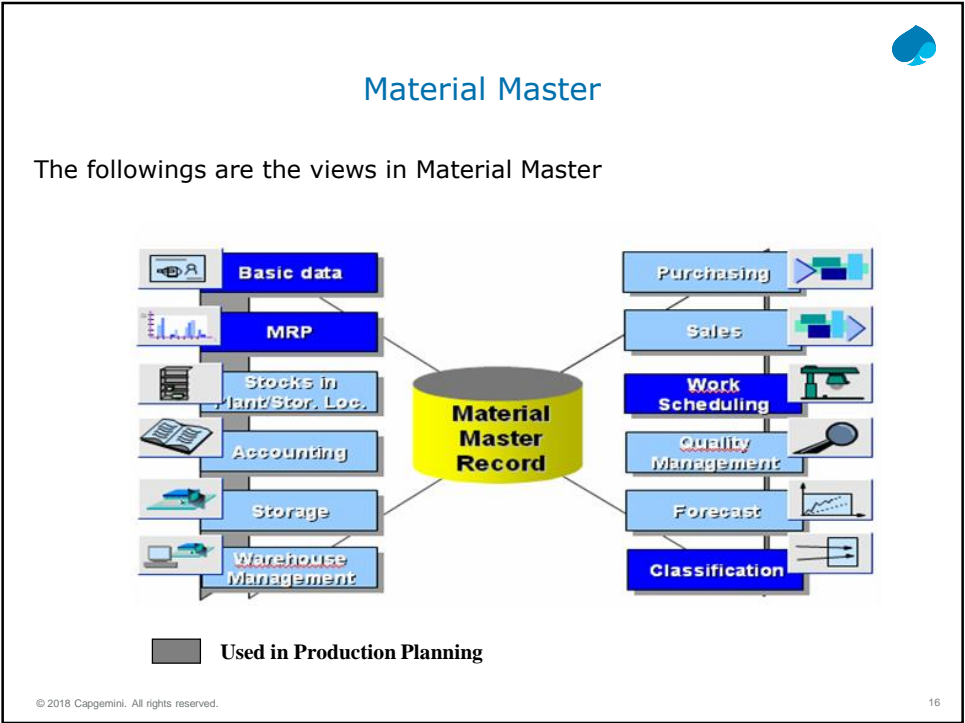 Material Master
The followings are the views in Material Master
Basic data
MRP
Stocks in
Plant/Stor. Loc.
Accounting
Storage
Warehouse
Management
Material
Master
Record
Purchasing
Sales
Work
Scheduling
Quality
Management
Forecast
Classification
Used in Production Planning
© 2018 Capgemini. All rights reserved.
16